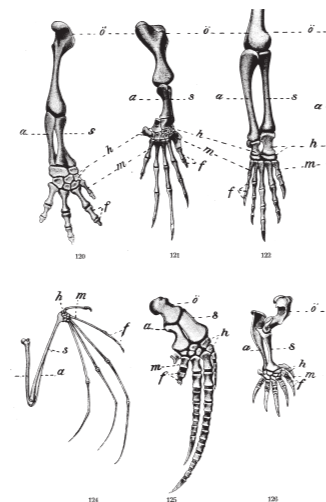 ö ö ö
a s a s a s a
h h h
m m m
f f f
120 121 122
h m f ö s a h
s a m f
ö a s h m f
124 125 126